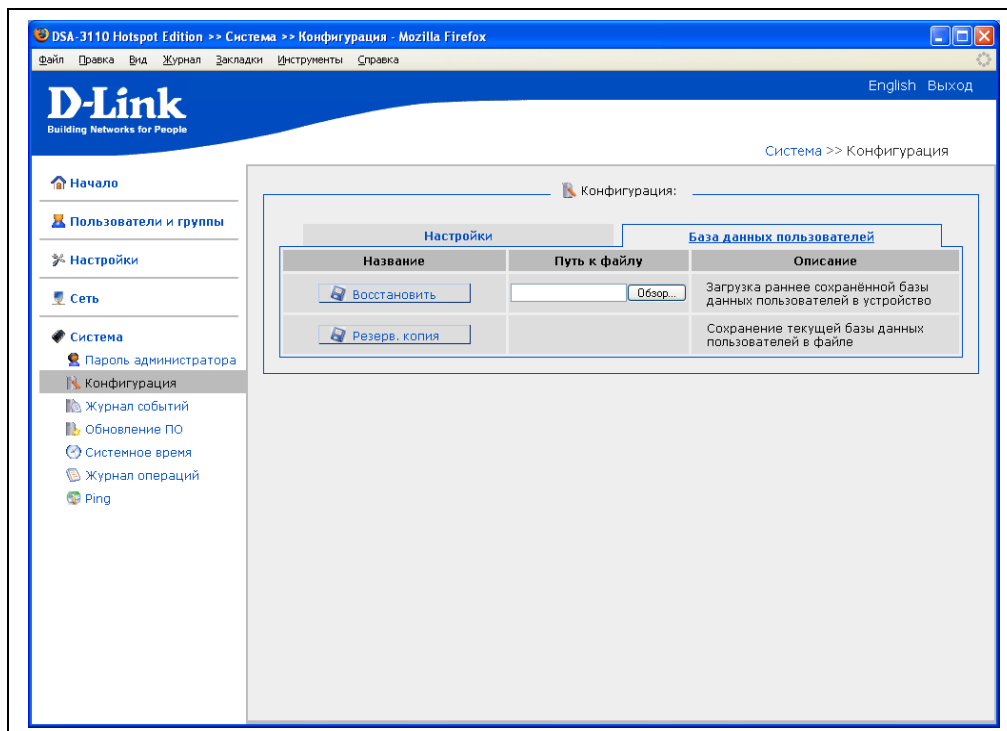 DSA-3110 Hotspot Edition >> Система >> Конфигурация - Mozilla Firefox
Файл Правка Вид Журнал Закладки Инструменты Справка
English Выход
D-Link
Building Networks for People
Система >> Конфигурация
Начало
Пользователи и группы
Настройки
Сеть
Система
Пароль администратора
Конфигурация
Журнал событий
Обновление ПО
Системное время
Журнал операций
Ping
Конфигурация:
Настройки База данных пользователей
Название Путь к файлу Описание
Восстановить Обзор... Загрузка раннее сохранённой базы
данных пользователей в устройство
Резерв. копия Сохранение текущей базы данных
пользователей в файле